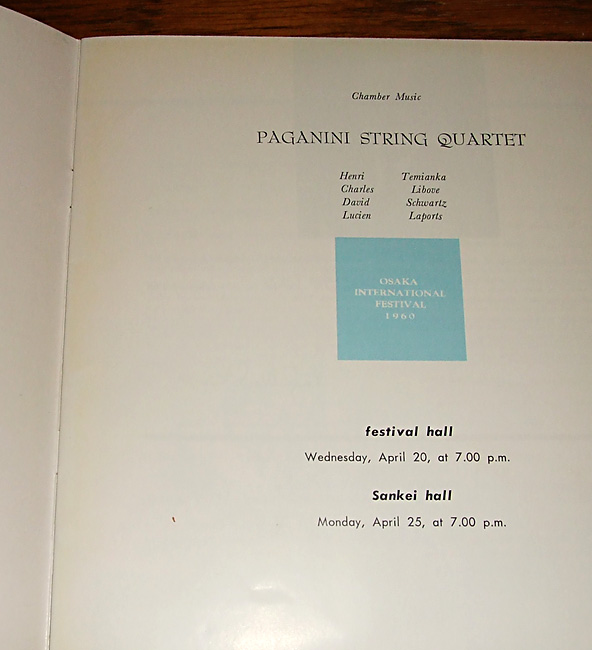 Chamber Music
PAGANINI STRING QUARTET
Henri Temianka
Charles Libove
David Schwartz
Lucien Laports
OSAKA
INTERNATIONAL
FESTIVAL
1960
festival hall
Wednesday, April 20, at 7.00 p.m.
Sankei hall
Monday, April 25, at 7.00 p.m.